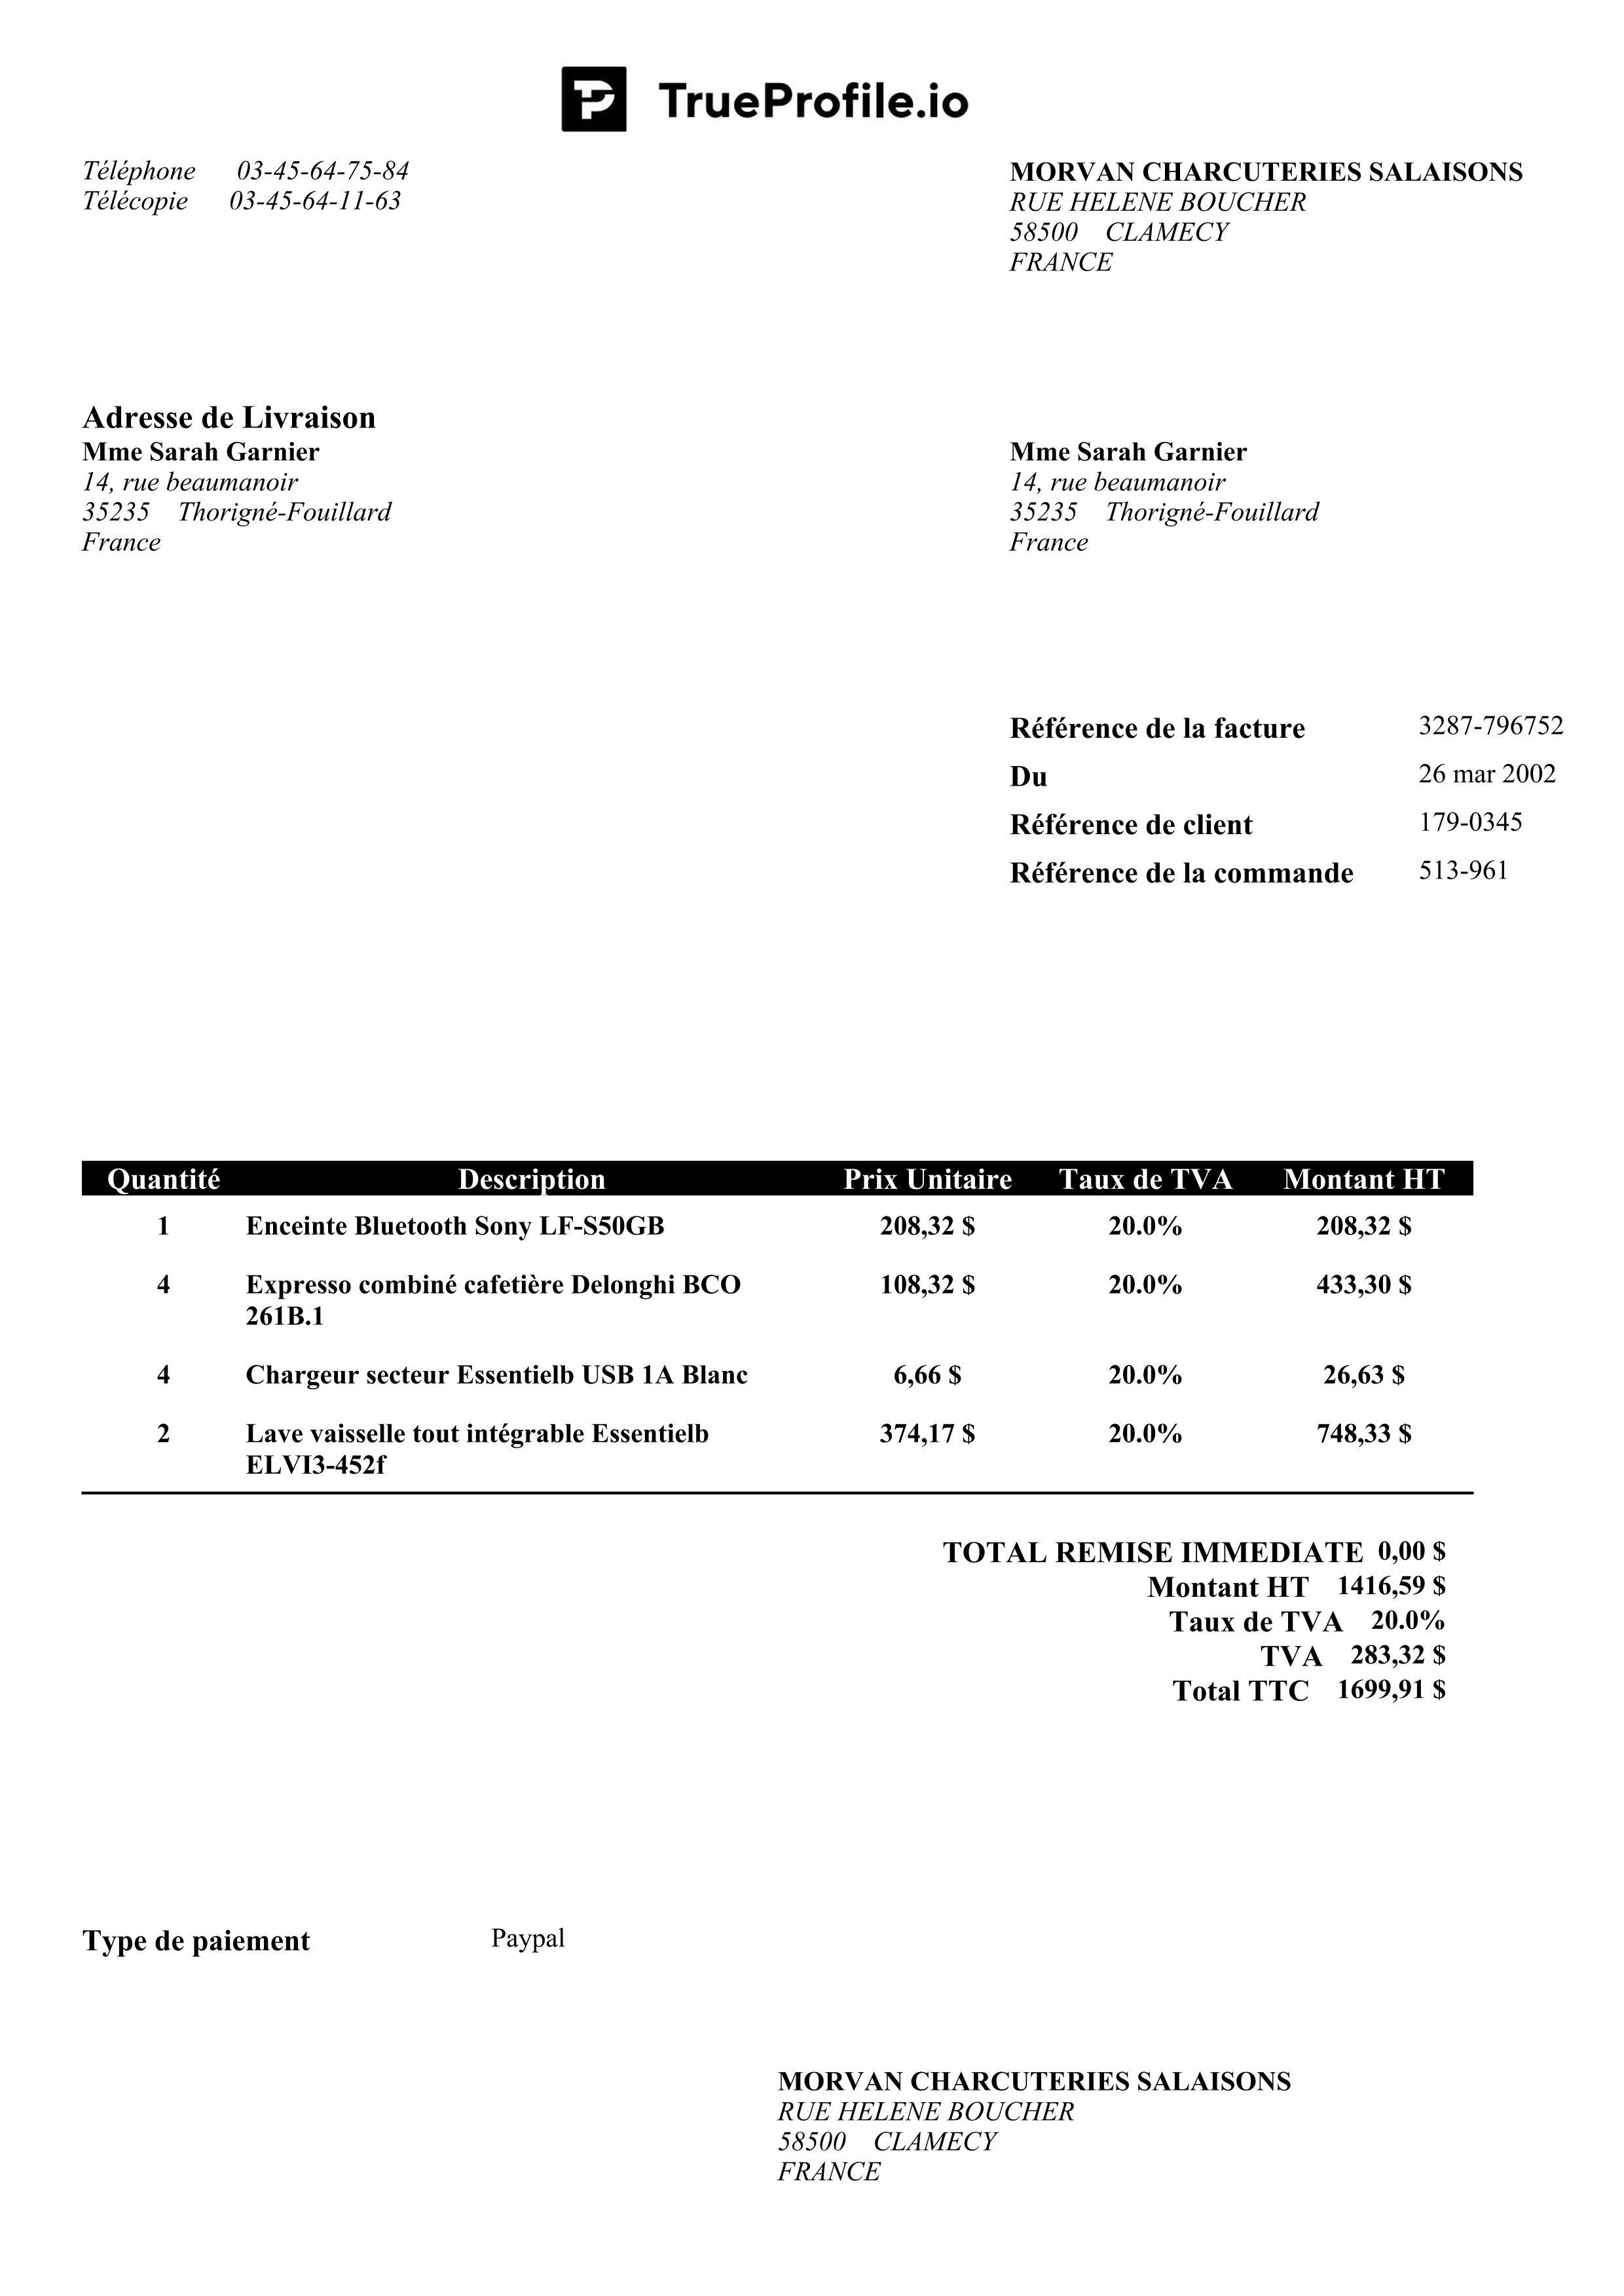 TrueProfile.io
Téléphone 03-45-64-75-84
Télécopie 03-45-64-11-63
MORVAN CHARCUTERIES SALAISONS
RUE HELENE BOUCHER
58500 CLAMECY
FRANCE
Adresse de Livraison
Mme Sarah Garnier
14, rue beaumanoir
35235 Thorigné-Fouillard
France
Mme Sarah Garnier
14, rue beaumanoir
35235 Thorigné-Fouillard
France
Référence de la facture 3287-796752
Du 26 mar 2002
Référence de client 179-0345
Référence de la commande 513-961
Quantité Description Prix Unitaire Taux de TVA Montant HT
1 Enceinte Bluetooth Sony LF-S50GB 208,32 $ 20.0% 208,32 $
4 Expresso combiné cafetière Delonghi BCO 108,32 $ 20.0% 433,30 $
261B.1
4 Chargeur secteur Essentielb USB 1A Blanc 6,66 $ 20.0% 26,63 $
2 Lave vaisselle tout intégrable Essentielb 374,17 $ 20.0% 748,33 $
ELVI3-452f
TOTAL REMISE IMMEDIATE 0,00 $
Montant HT 1416,59 $
Taux de TVA 20.0%
TVA 283,32 $
Total TTC 1699,91 $
Type de paiement Paypal
MORVAN CHARCUTERIES SALAISONS
RUE HELENE BOUCHER
58500 CLAMECY
FRANCE